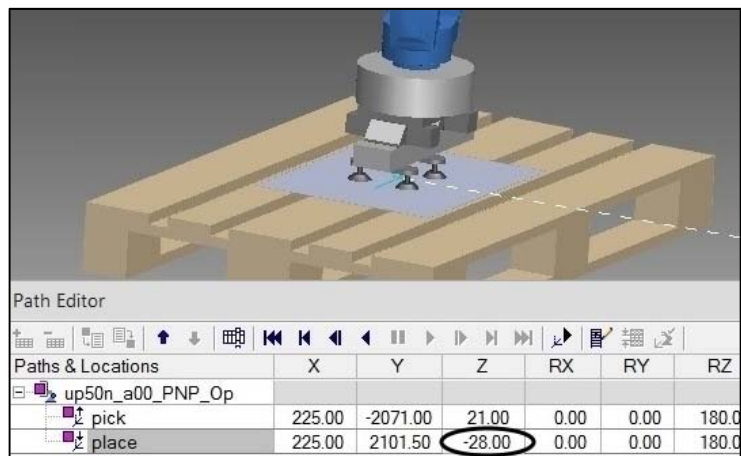 Path Editor
Paths & Locations X Y Z RX RY RZ
up50n_a00_PNP_Op
pick 225.00 -2071.00 21.00 0.00 0.00 180.0
place 225.00 2101.50 -28.00 0.00 0.00 180.0